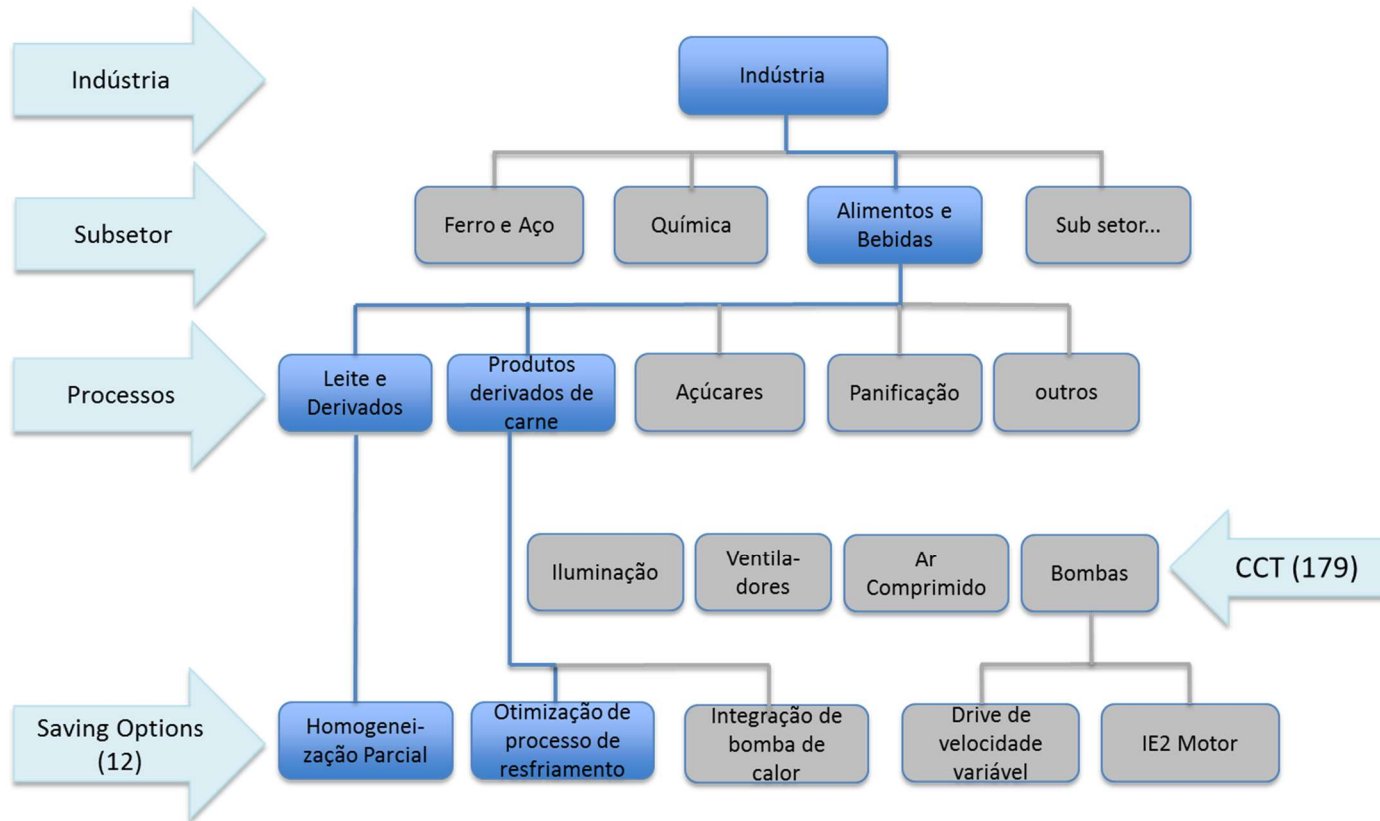 Indústria
Indústria
Subsetor
Ferro e Aço
Química
Alimentos e
Bebidas
Sub setor...
Processos
Leite e
Derivados
Produtos
derivados de
carne
Açúcares
Panificação
outros
Iluminação
Ventila-
dores
Ar
Comprimido
Bombas
CCT (179)
Saving Options
(12)
Homogenei-
zação Parcial
Otimização de
processo de
resfriamento
Integração de
bomba de
calor
Drive de
velocidade
variável
IE2 Motor